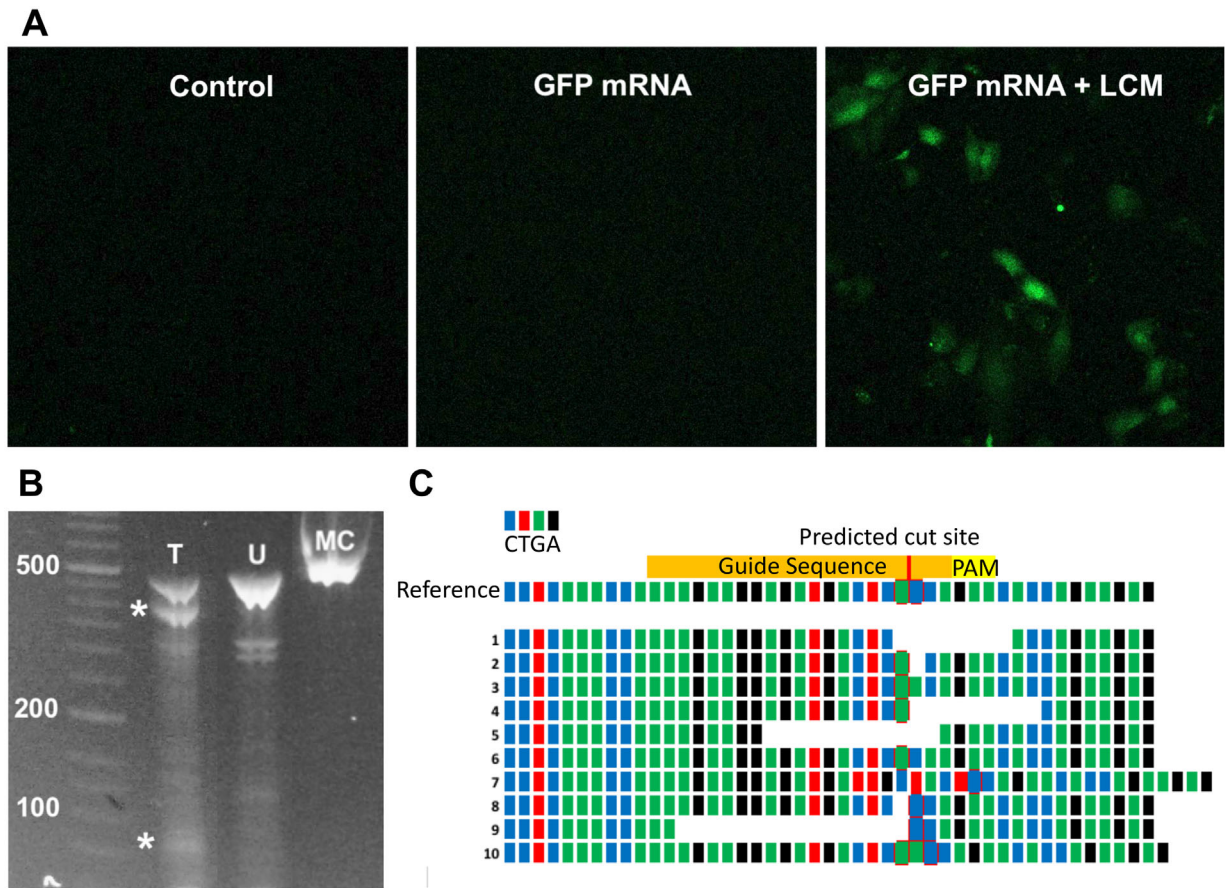 A
Control
GFP mRNA
GFP mRNA + LCM
B
T
U
MC
500
*
200
100
*
C
CTGA
Predicted cut site
Guide Sequence
PAM
Reference
1
2
3
4
5
6
7
8
9
10